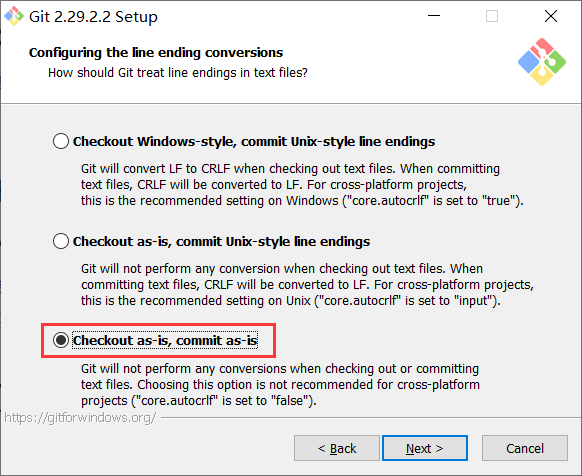 Git 2.29.2.2 Setup
Configuring the line ending conversions
How should Git treat line endings in text files?
Checkout Windows-style, commit Unix-style line endings
Git will convert LF to CRLF when checking out text files. When committing
text files, CRLF will be converted to LF. For cross-platform projects,
this is the recommended setting on Windows ("core.autocrlf" is set to "true").
Checkout as-is, commit Unix-style line endings
Git will not perform any conversion when checking out text files. When
committing text files, CRLF will be converted to LF. For cross-platform projects,
this is the recommended setting on Unix ("core.autocrlf" is set to "input").
Checkout as-is, commit as-is
Git will not perform any conversions when checking out or committing
text files. Choosing this option is not recommended for cross-platform
projects ("core.autocrlf" is set to "false").
https://gitforwindows.org/
< Back
Next >
Cancel